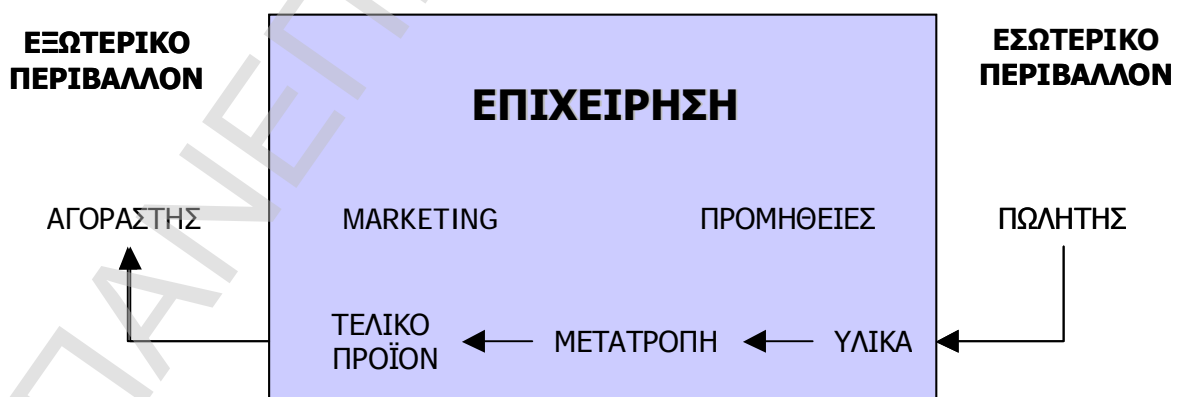 ΕΞΩΤΕΡΙΚΟ
ΠΕΡΙΒΑΛΛΟΝ
ΕΠΙΧΕΙΡΗΣΗ
ΕΣΩΤΕΡΙΚΟ
ΠΕΡΙΒΑΛΛΟΝ
ΑΓΟΡΑΣΤΗΣ
MARKETING
ΠΡΟΜΗΘΕΙΕΣ
ΠΩΛΗΤΗΣ
ΤΕΛΙΚΟ
ΠΡΟΪΟΝ
ΜΕΤΑΤΡΟΠΗ
ΥΛΙΚΑ